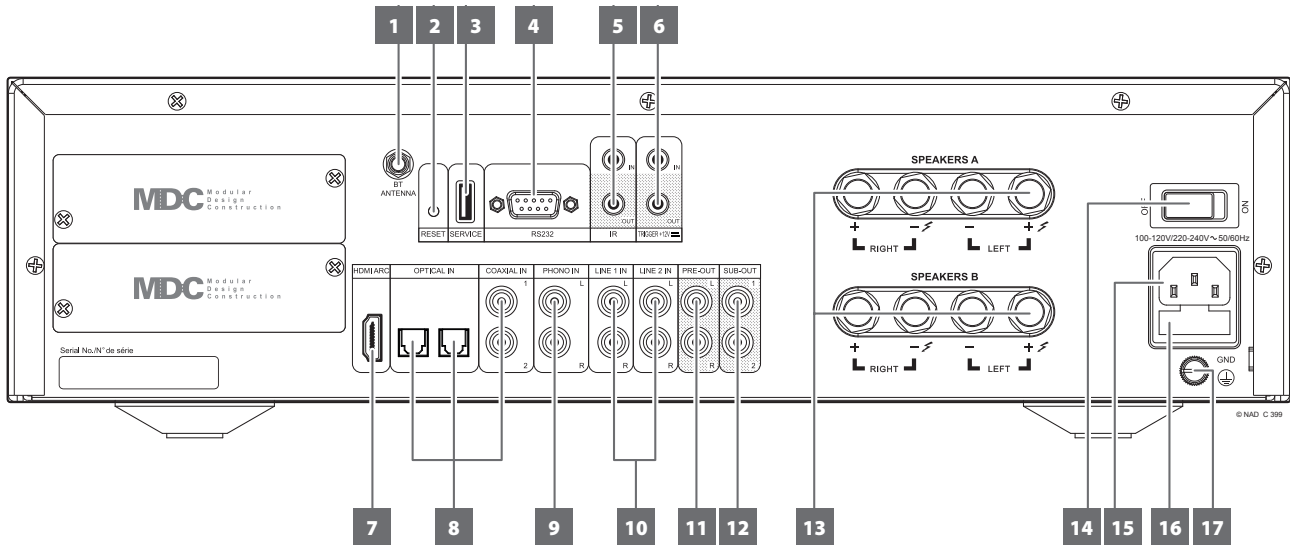 1 2 3 4 5 6
BT
ANTENNA
RESET SERVICE RS232 IR TRIGGER +12V
IN IN
OUT OUT
MDC Modular
Design
Construction
MDC Modular
Design
Construction
Serial No./N° de série
HDMI ARC OPTICAL IN COAXIAL IN PHONO IN LINE 1 IN LINE 2 IN PRE-OUT SUB-OUT
1 L L L L 1
2 R R R R 2
SPEAKERS A
+ − − +
RIGHT LEFT
SPEAKERS B
+ − − +
RIGHT LEFT
OFF ON
100-120V/220-240V ~ 50/60Hz
GND
© NAD C 399
7 8 9 10 11 12 13 14 15 16 17